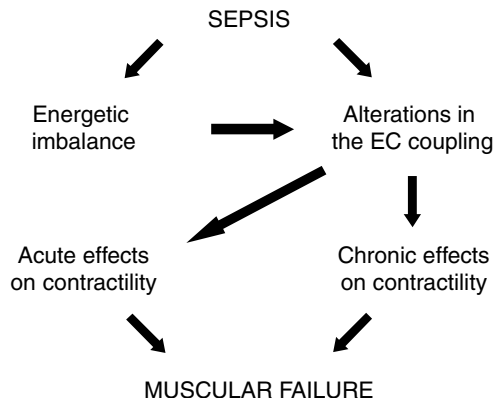 SEPSIS
Energetic
imbalance
Alterations in
the EC coupling
Acute effects
on contractility
Chronic effects
on contractility
MUSCULAR FAILURE